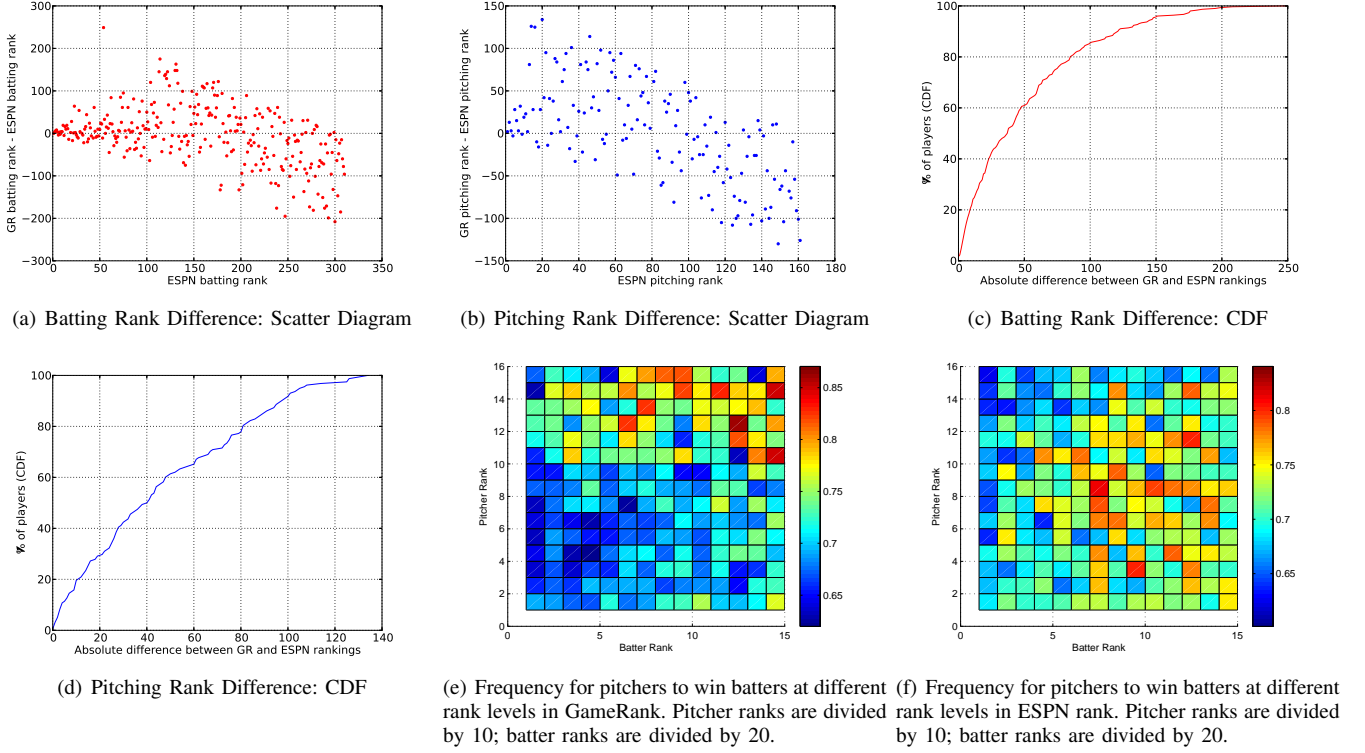 300
200
100
0
−100
−200
−300
0 50 100 150 200 250 300 350
GR batting rank - ESPN batting rank
ESPN batting rank
(a) Batting Rank Difference: Scatter Diagram
150
100
50
0
−50
−100
−150
0 20 40 60 80 100 120 140 160 180
GR pitching rank - ESPN pitching rank
ESPN pitching rank
(b) Pitching Rank Difference: Scatter Diagram
100
80
60
40
20
0
0 50 100 150 200 250
% of players (CDF)
Absolute difference between GR and ESPN rankings
(c) Batting Rank Difference: CDF
100
80
60
40
20
0
0 20 40 60 80 100 120 140
% of players (CDF)
Absolute difference between GR and ESPN rankings
(d) Pitching Rank Difference: CDF
16
14
12
10
8
6
4
2
0
0 5 10 15
Pitcher Rank
Batter Rank
0.85
0.8
0.75
0.7
0.65
(e) Frequency for pitchers to win batters at different
rank levels in GameRank. Pitcher ranks are divided
by 10; batter ranks are divided by 20.
16
14
12
10
8
6
4
2
0
0 5 10 15
Pitcher Rank
Batter Rank
0.8
0.75
0.7
0.65
(f) Frequency for pitchers to win batters at different
rank levels in ESPN rank. Pitcher ranks are divided
by 10; batter ranks are divided by 20.